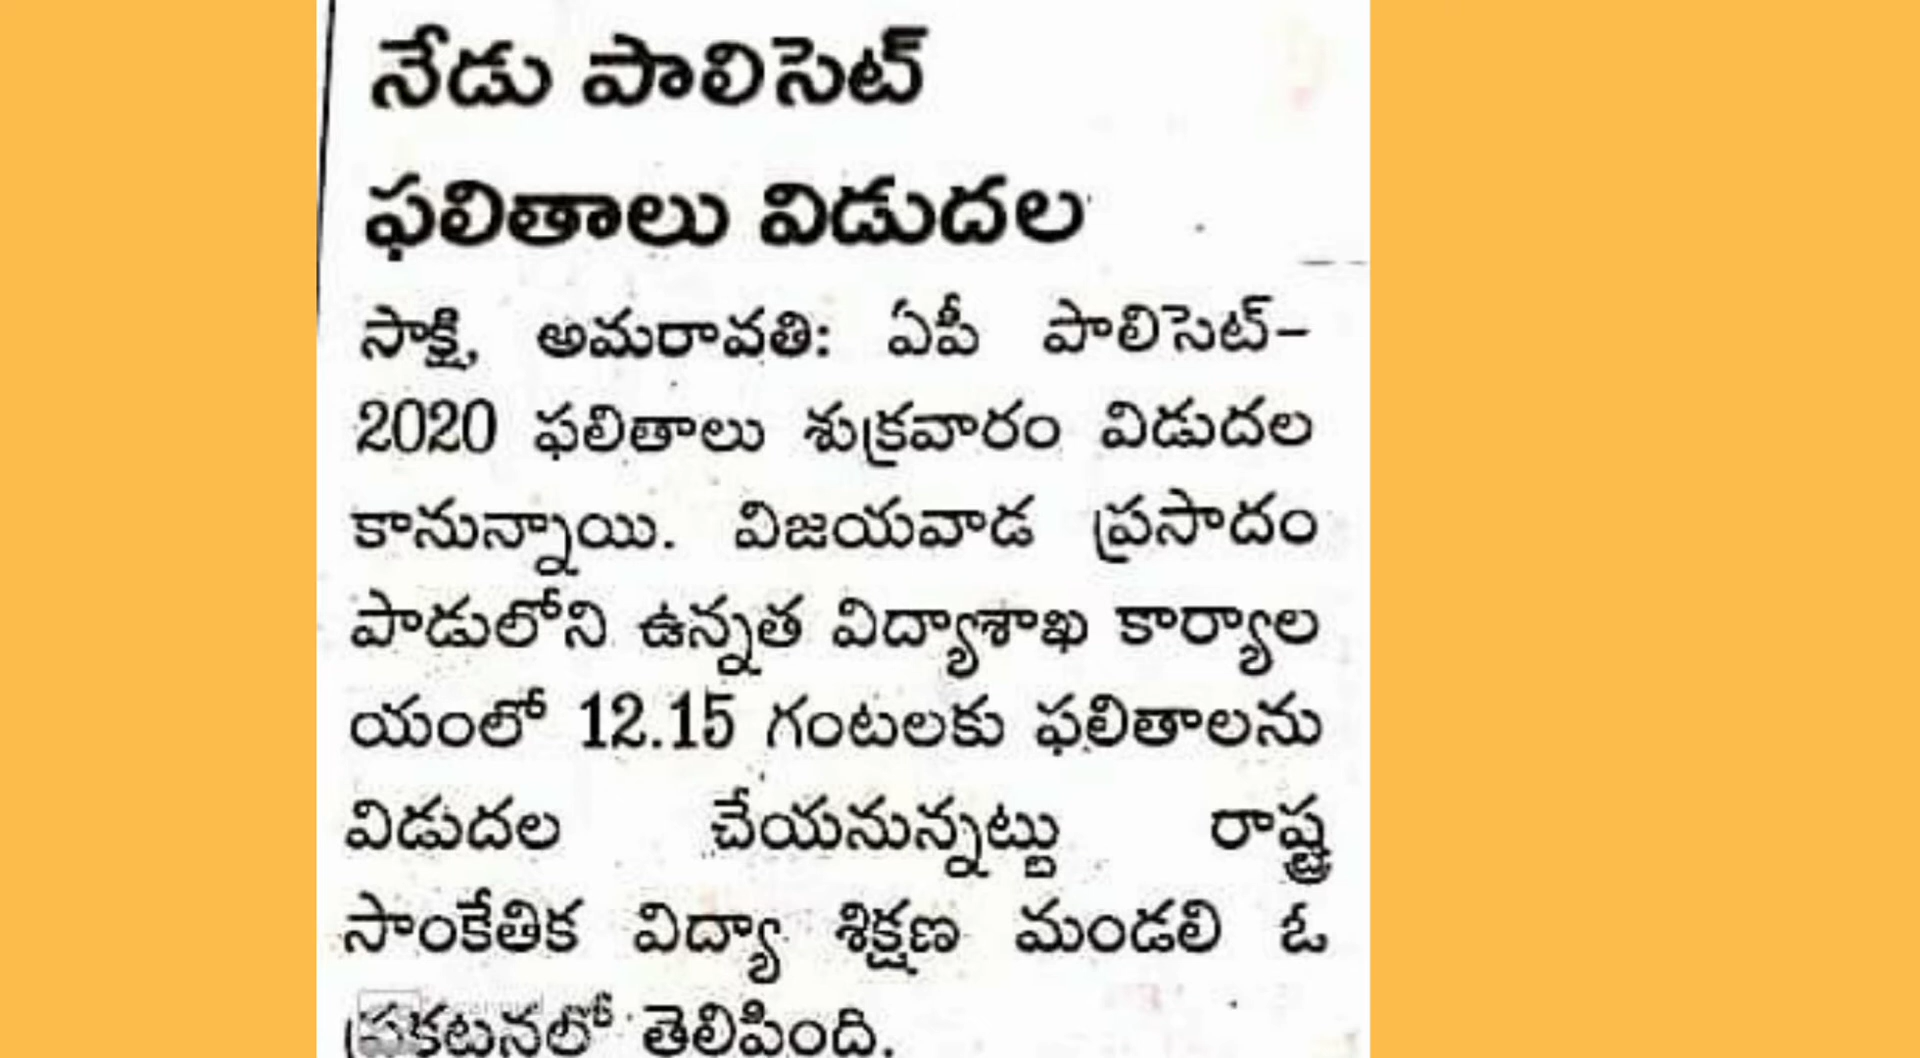 నేడు పాలిసెట్
ఫలితాలు విడుదల
సాక్షి, అమరావతి: ఏపీ పాలిసెట్–
2020 ఫలితాలు శుక్రవారం విడుదల
కానున్నాయి. విజయవాడ ప్రసాదం
పాడులోని ఉన్నత విద్యాశాఖ కార్యాల
యంలో 12.15 గంటలకు ఫలితాలను
విడుదల చేయనున్నట్టు రాష్ట్ర
సాంకేతిక విద్యా శిక్షణ మండలి ఓ
ప్రకటనలో తెలిపింది.